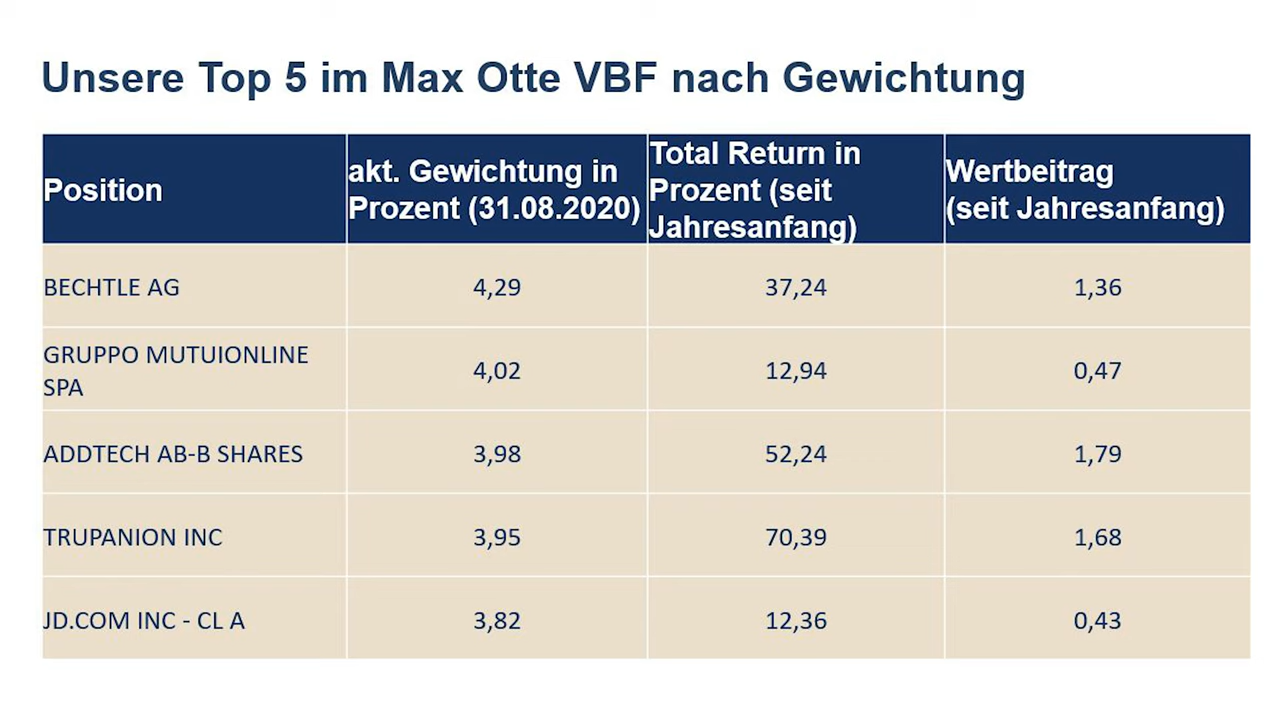 Unsere Top 5 im Max Otte VBF nach Gewichtung
Position
akt. Gewichtung in
Prozent (31.08.2020)
Total Return in
Prozent (seit
Jahresanfang)
Wertbeitrag
(seit Jahresanfang)
BECHTLE AG
4,29
37,24
1,36
GRUPPO MUTUIONLINE
SPA
4,02
12,94
0,47
ADDTECH AB-B SHARES
3,98
52,24
1,79
TRUPANION INC
3,95
70,39
1,68
JD.COM INC - CL A
3,82
12,36
0,43